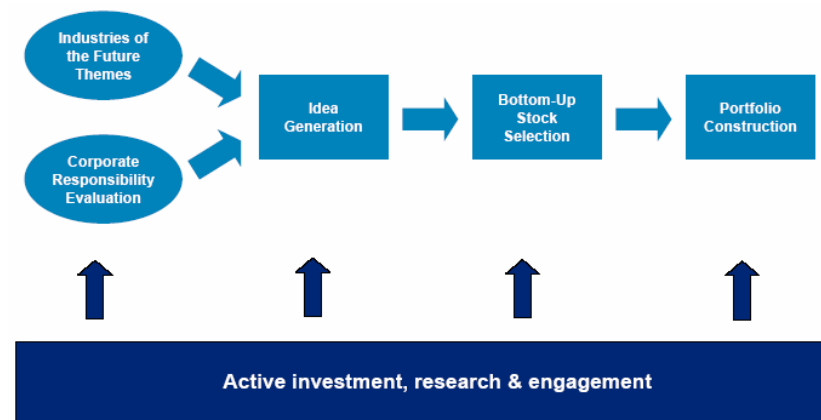 Industries of
the Future
Themes
Corporate
Responsibility
Evaluation
Idea
Generation
Bottom-Up
Stock
Selection
Portfolio
Construction
Active investment, research & engagement